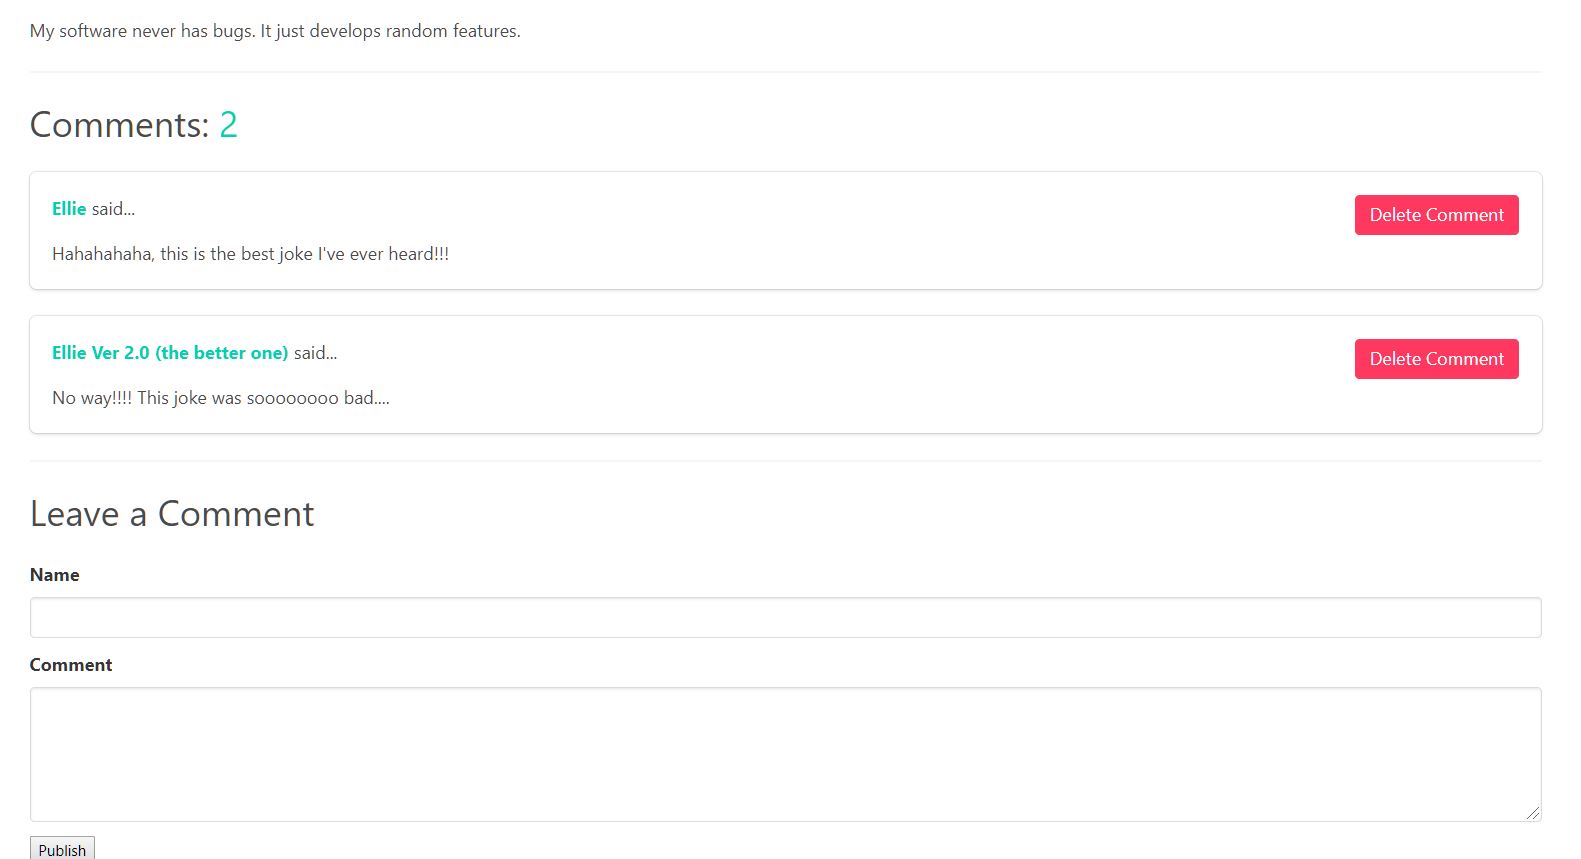 My software never has bugs. It just develops random features.
Comments: 2
Ellie said...
Delete Comment
Hahahahaha, this is the best joke I've ever heard!!!
Ellie Ver 2.0 (the better one) said...
Delete Comment
No way!!!! This joke was soooooooo bad....
Leave a Comment
Name
Comment
Publish